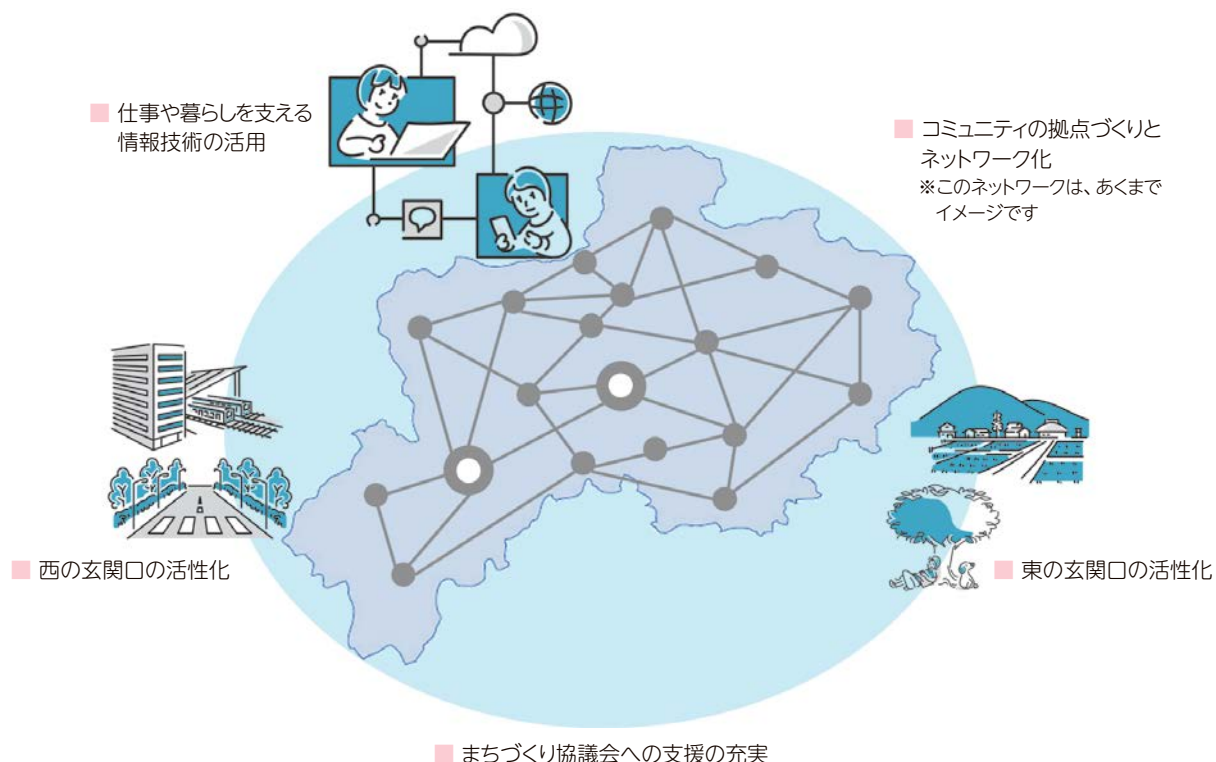 仕事や暮らしを支える
情報技術の活用
コミュニティの拠点づくりと
ネットワーク化
※このネットワークは、あくまで
イメージです
西の玄関口の活性化
東の玄関口の活性化
まちづくり協議会への支援の充実